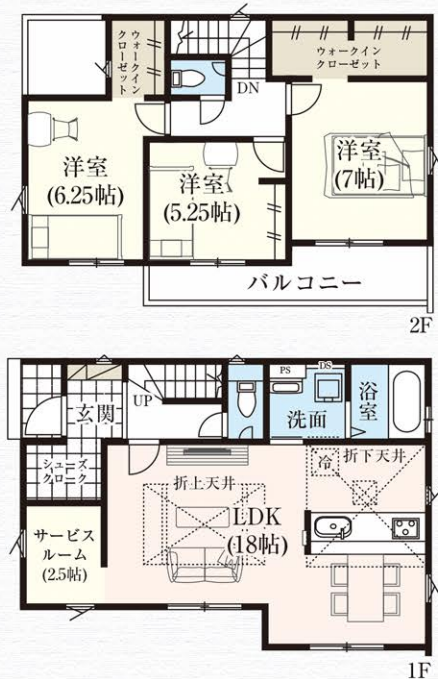 ウォークイン
クローゼット
ウォークイン
クローゼット
DN
洋室
(6.25帖)
洋室
(5.25帖)
洋室
(7帖)
バルコニー
2F
PS
DS
浴室
玄関
UP
洗面
シューズ
クローク
折上天井
冷
折下天井
LDK
(18帖)
サービス
ルーム
(2.5帖)
1F